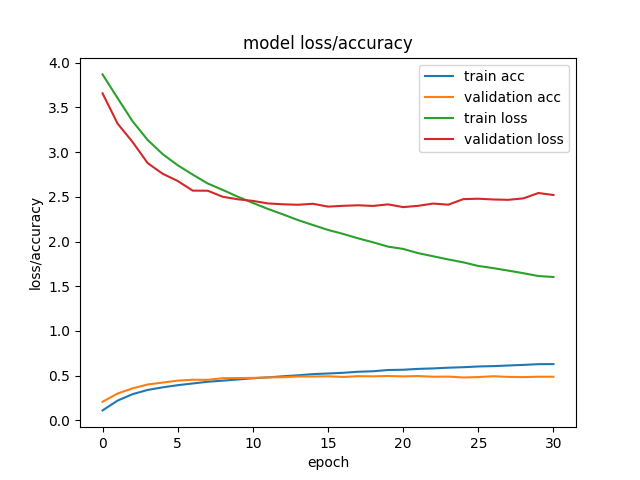 model loss/accuracy
4.0
3.5
3.0
2.5
2.0
1.5
1.0
0.5
0.0
loss/accuracy
train acc
validation acc
train loss
validation loss
0 5 10 15 20 25 30
epoch